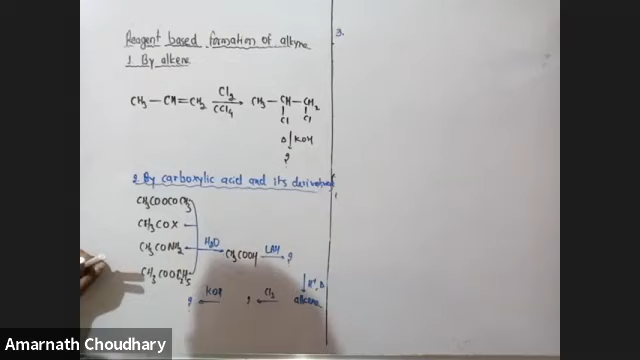 Reagent based formation of alkyne
3.
1. By alkene
CH3 — CH = CH2 Cl2 / CCl4 → CH3 — CH — CH2
Cl Cl
Δ ↓ KOH
?
2. By carboxylic acid and its derivatives
CH3COOCOCH3
CH3COX
CH3CONH2 H2O → CH3COOH LAH → ?
CH3COOC2H5 ↓ H+, Δ
? ← KOH ? ← Cl2 alkene
Amarnath Choudhary